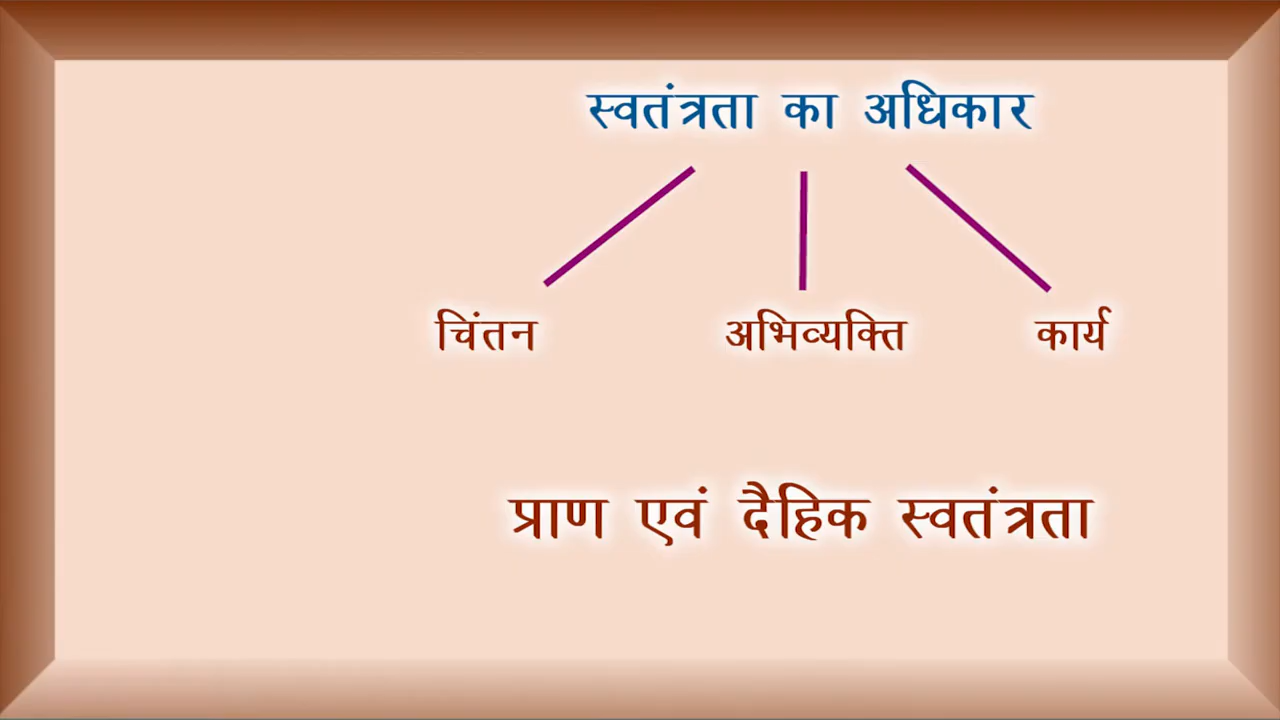 स्वतंत्रता का अधिकार
चिंतन अभिव्यक्ति कार्य
प्राण एवं दैहिक स्वतंत्रता